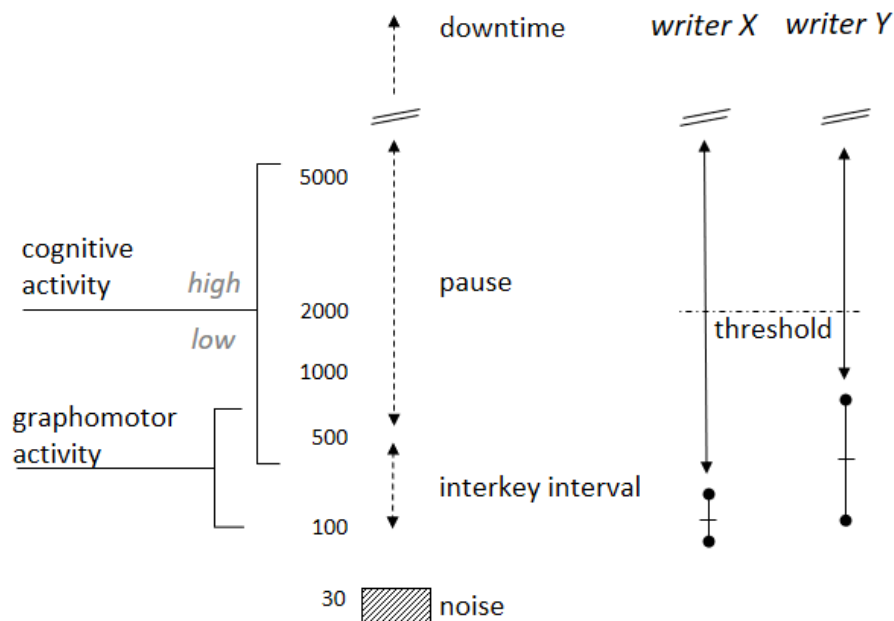 downtime
writer X
writer Y
5000
cognitive
activity
high
pause
2000
low
threshold
1000
graphomotor
activity
500
interkey interval
100
30
noise